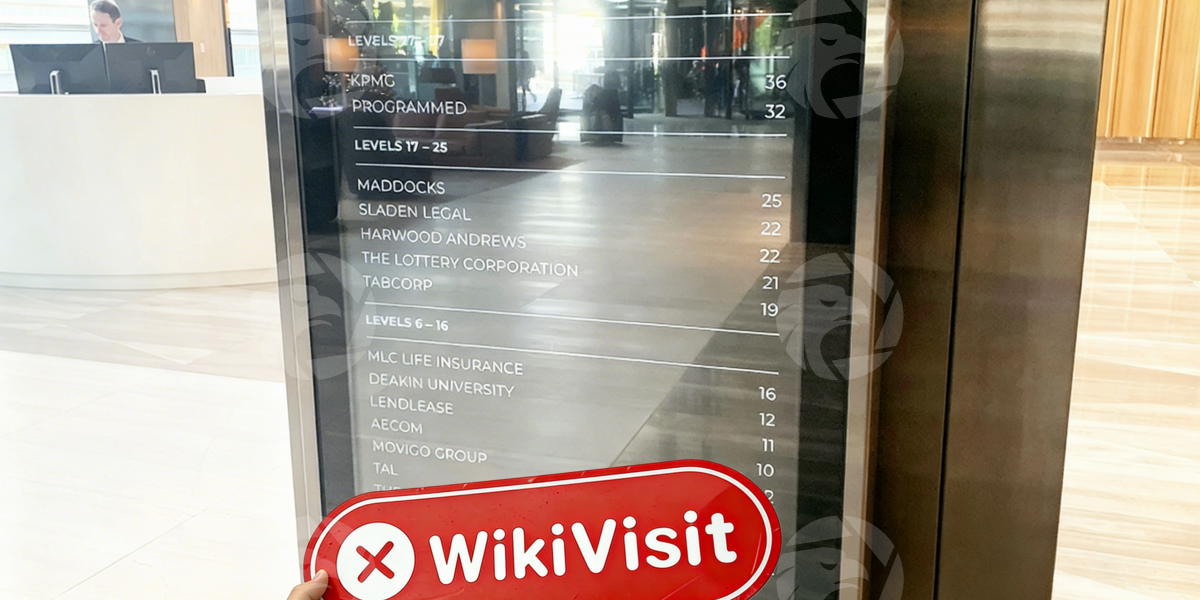 LEVELS 27 – 37
KPMG 36
PROGRAMMED 32
LEVELS 17 – 25
MADDOCKS 25
SLADEN LEGAL 22
HARWOOD ANDREWS 22
THE LOTTERY CORPORATION 21
TABCORP 19
LEVELS 6 – 16
MLC LIFE INSURANCE 16
DEAKIN UNIVERSITY 12
LENDLEASE 11
AECOM 10
MOVIGO GROUP
TAL
WikiVisit